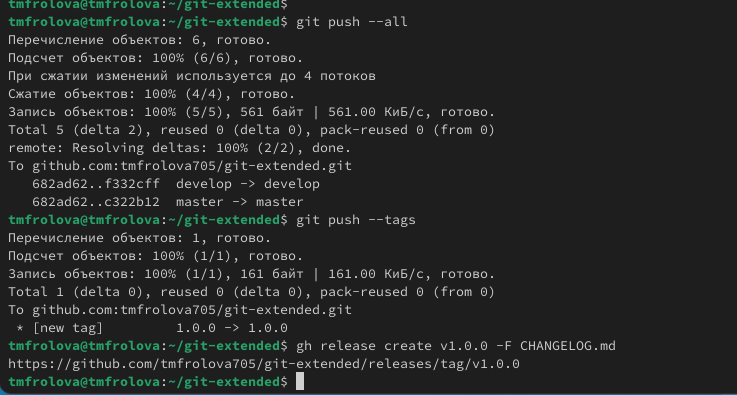 tmfrolova@tmfrolova:~/git-extended$
tmfrolova@tmfrolova:~/git-extended$ git push --all
Перечисление объектов: 6, готово.
Подсчет объектов: 100% (6/6), готово.
При сжатии изменений используется до 4 потоков
Сжатие объектов: 100% (4/4), готово.
Запись объектов: 100% (5/5), 561 байт | 561.00 КиБ/с, готово.
Total 5 (delta 2), reused 0 (delta 0), pack-reused 0 (from 0)
remote: Resolving deltas: 100% (2/2), done.
To github.com:tmfrolova705/git-extended.git
   682ad62..f332cff  develop -> develop
   682ad62..c322b12  master -> master
tmfrolova@tmfrolova:~/git-extended$ git push --tags
Перечисление объектов: 1, готово.
Подсчет объектов: 100% (1/1), готово.
Запись объектов: 100% (1/1), 161 байт | 161.00 КиБ/с, готово.
Total 1 (delta 0), reused 0 (delta 0), pack-reused 0 (from 0)
To github.com:tmfrolova705/git-extended.git
 * [new tag]         1.0.0 -> 1.0.0
tmfrolova@tmfrolova:~/git-extended$ gh release create v1.0.0 -F CHANGELOG.md
https://github.com/tmfrolova705/git-extended/releases/tag/v1.0.0
tmfrolova@tmfrolova:~/git-extended$